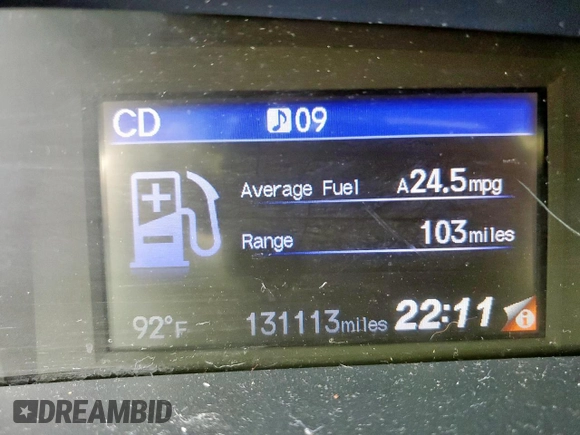 CD 09
Average Fuel A24.5mpg
Range 103miles
92°F 131113miles 22:11 i
DREAMBID